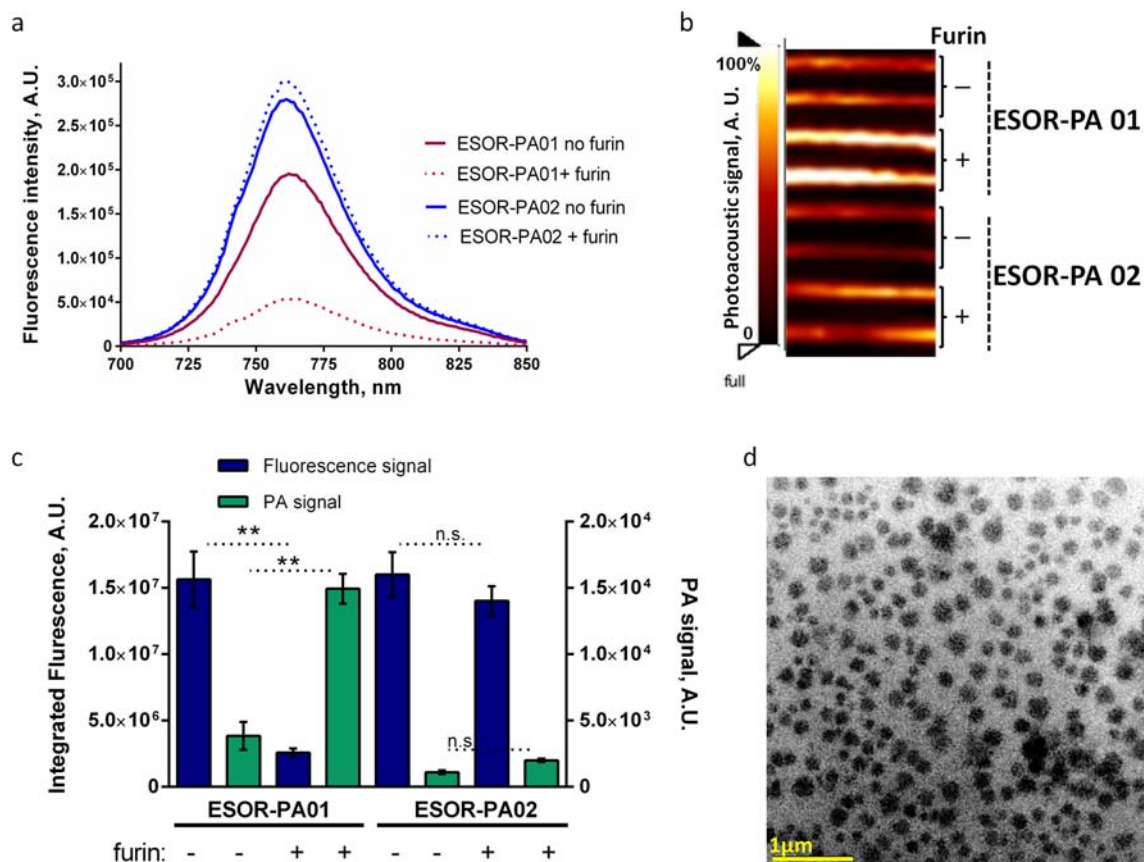 a
Fluorescence intensity, A.U.
3.0×10⁵
2.5×10⁵
2.0×10⁵
1.5×10⁵
1.0×10⁵
5.0×10⁴
0
700 725 750 775 800 825 850
Wavelength, nm
ESOR-PA01 no furin
ESOR-PA01+ furin
ESOR-PA02 no furin
ESOR-PA02 + furin
b
Photoacoustic signal, A. U.
100%
0
full
Furin
−
+
ESOR-PA 01
−
+
ESOR-PA 02
c
Fluorescence signal
PA signal
Integrated Flurescence, A.U.
2.0×10⁷
1.5×10⁷
1.0×10⁷
5.0×10⁶
0
**
**
n.s.
n.s.
2.0×10⁴
1.5×10⁴
1.0×10⁴
5.0×10³
0
PA signal, A.U.
ESOR-PA01 ESOR-PA02
furin: - - + + - - + +
d
1µm